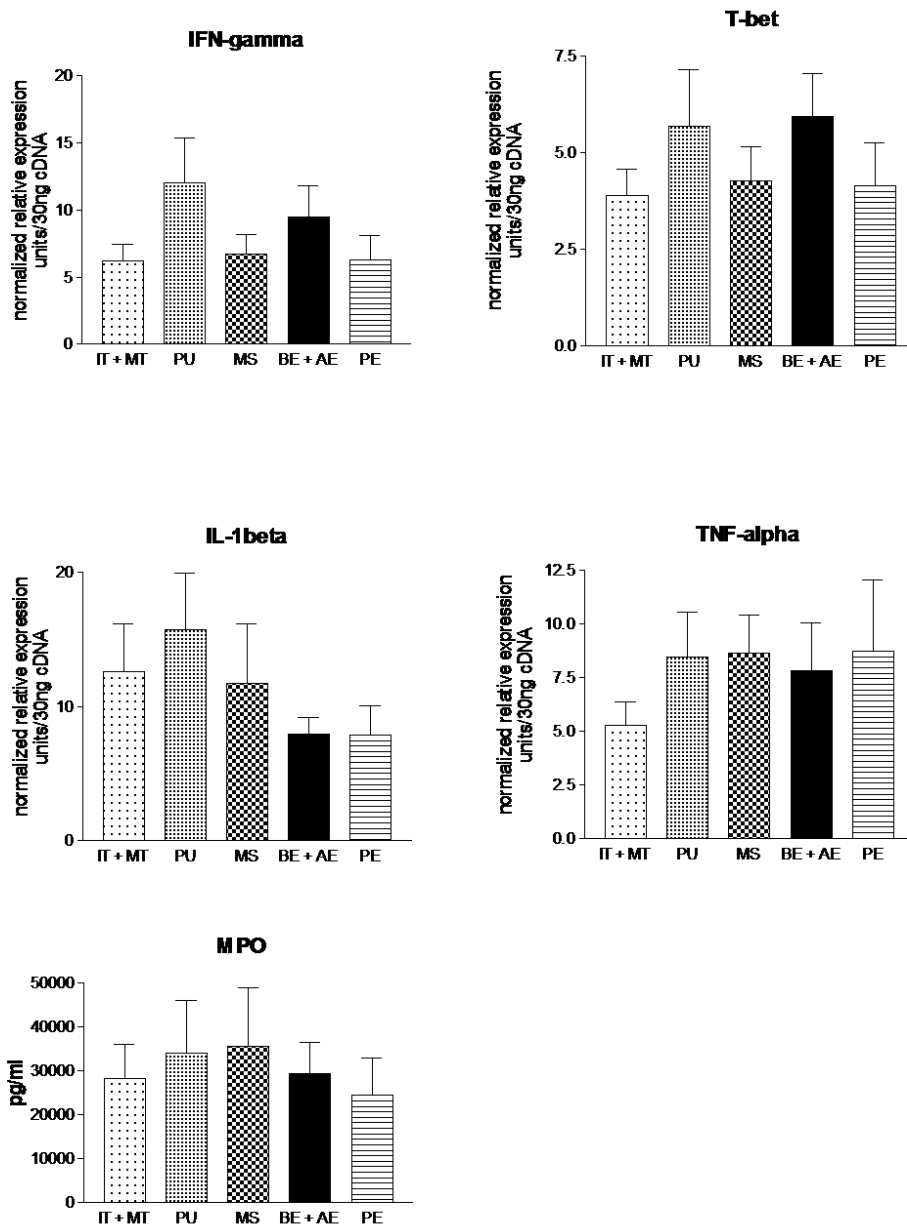 IFN-gamma
normalized relative expression
units/30ng cDNA
20
15
10
5
0
IT + MT PU MS BE + AE PE
T-bet
normalized relative expression
units/30ng cDNA
7.5
5.0
2.5
0.0
IT + MT PU MS BE + AE PE
IL-1beta
normalized relative expression
units/30ng cDNA
20
10
0
IT + MT PU MS BE + AE PE
TNF-alpha
normalized relative expression
units/30ng cDNA
12.5
10.0
7.5
5.0
2.5
0.0
IT + MT PU MS BE + AE PE
MPO
pg/ml
50000
40000
30000
20000
10000
0
IT + MT PU MS BE + AE PE